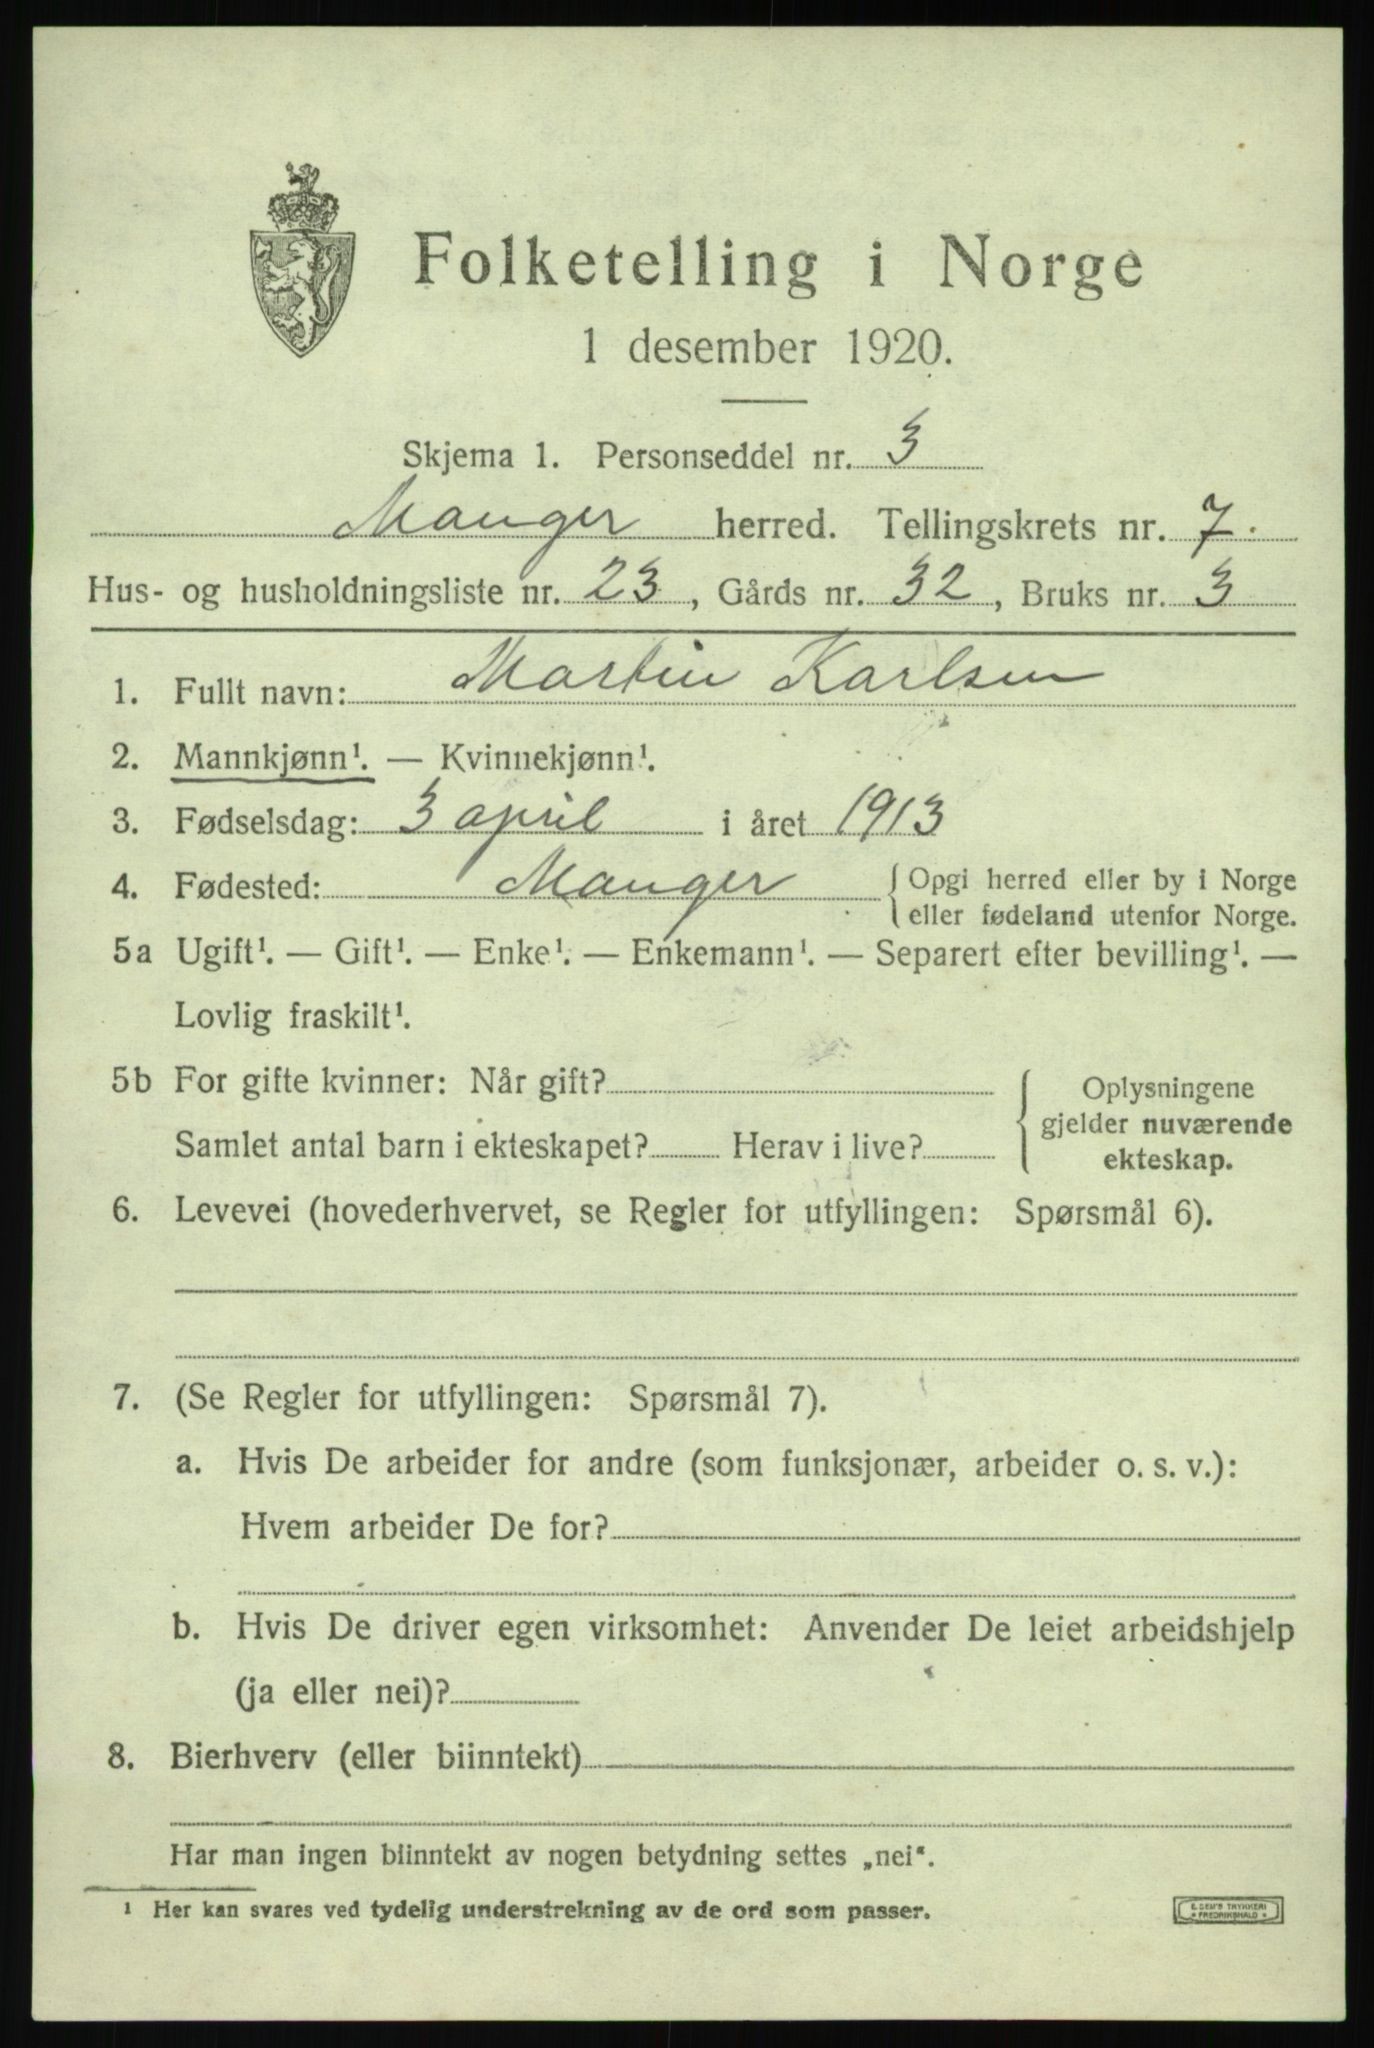 Folketelling i Norge
1 desember 1920.
Skjema 1. Personseddel nr. 3
Manger herred. Tellingskrets nr. 7.
Hus- og husholdningsliste nr. 23, Gårds nr. 32, Bruks nr. 3
1. Fullt navn: Martin Karlsen
2. Mannkjønn¹. — Kvinnekjønn¹.
3. Fødselsdag: 3 april i året 1913
4. Fødested: Manger { Opgi herred eller by i Norge
eller fødeland utenfor Norge.
5a Ugift¹. — Gift¹. — Enke¹. — Enkemann¹. — Separert efter bevilling¹. —
Lovlig fraskilt¹.
5b For gifte kvinner: Når gift?
Samlet antal barn i ekteskapet? Herav i live?
{ Oplysningene
gjelder nuværende
ekteskap.
6. Levevei (hovederhvervet, se Regler for utfyllingen: Spørsmål 6).
7. (Se Regler for utfyllingen: Spørsmål 7).
a. Hvis De arbeider for andre (som funksjonær, arbeider o. s. v.):
Hvem arbeider De for?
b. Hvis De driver egen virksomhet: Anvender De leiet arbeidshjelp
(ja eller nei)?
8. Bierhverv (eller biinntekt)
Har man ingen biinntekt av nogen betydning settes „nei“.
¹ Her kan svares ved tydelig understrekning av de ord som passer.
E. SEM'S TRYKKERI
* FREDRIKSHALD *